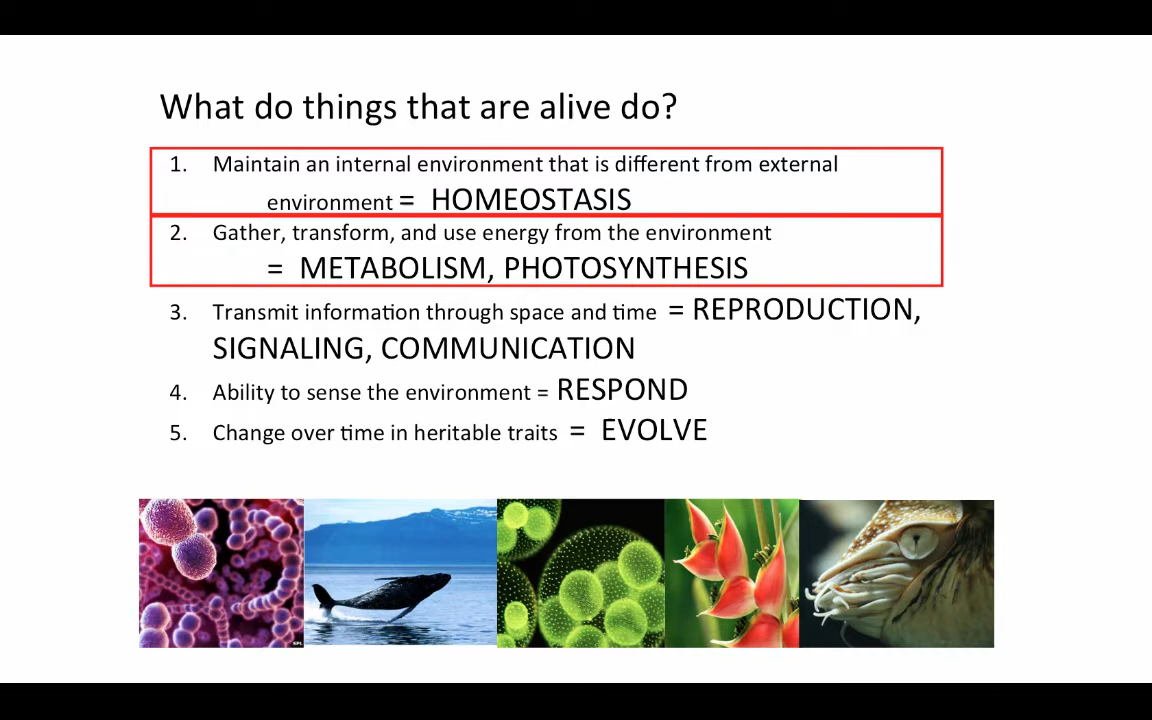 What do things that are alive do?
1. Maintain an internal environment that is different from external
environment = HOMEOSTASIS
2. Gather, transform, and use energy from the environment
= METABOLISM, PHOTOSYNTHESIS
3. Transmit information through space and time = REPRODUCTION,
SIGNALING, COMMUNICATION
4. Ability to sense the environment = RESPOND
5. Change over time in heritable traits = EVOLVE